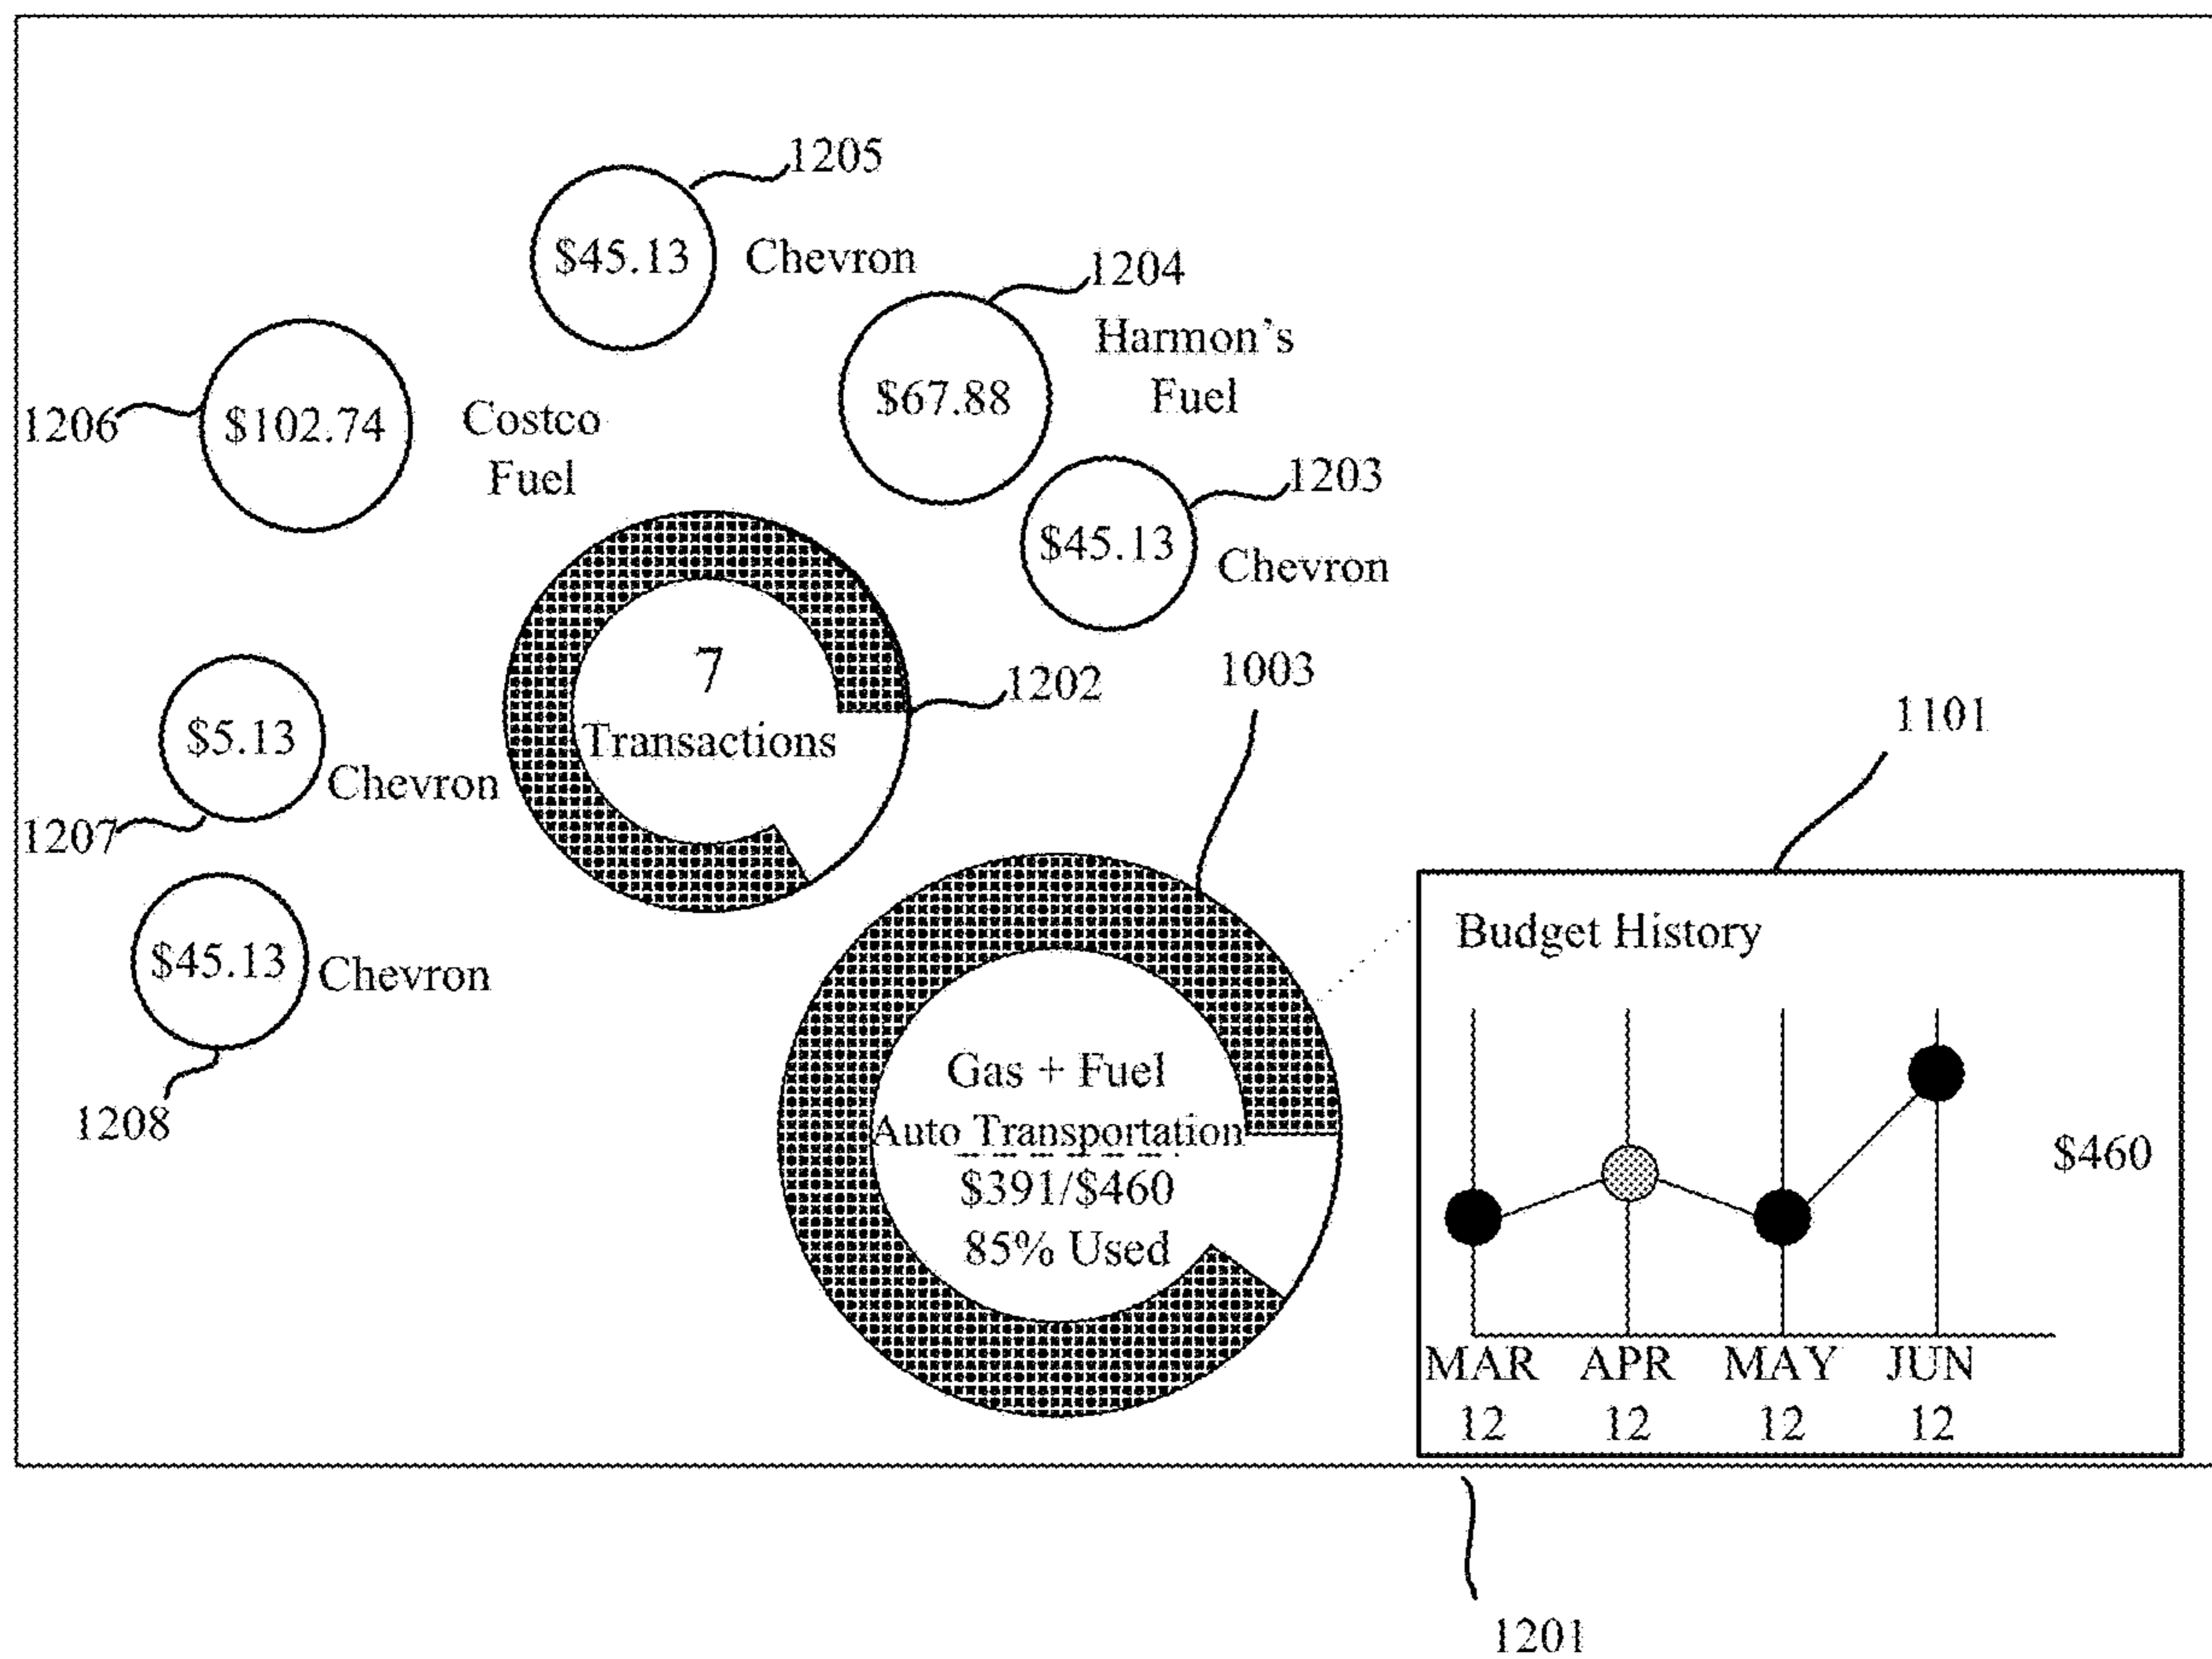 1205
$45.13
Chevron
1204
Harmon's
Fuel
$67.88
1206
$102.74
Costco
Fuel
1203
$45.13
Chevron
7
Transactions
1202
1003
1101
$5.13
Chevron
1207
$45.13
Chevron
1208
Gas + Fuel
Auto Transportation
$391/$460
85% Used
Budget History
$460
MAR APR MAY JUN
12 12 12 12
1201